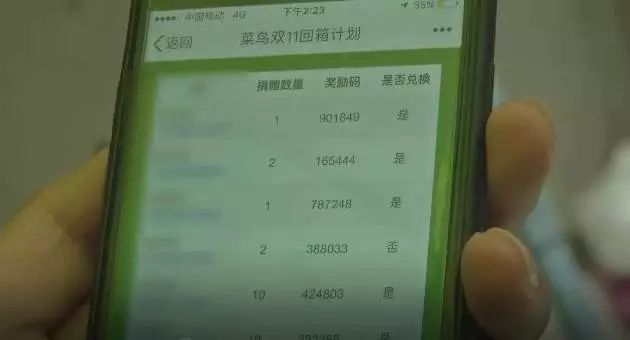 中国移动 4G 下午2:23 35%
返回 菜鸟双11回箱计划
捐赠数量 奖励码 是否兑换
1 901849 是
2 165444 是
1 787248 是
2 388033 否
10 424803 是